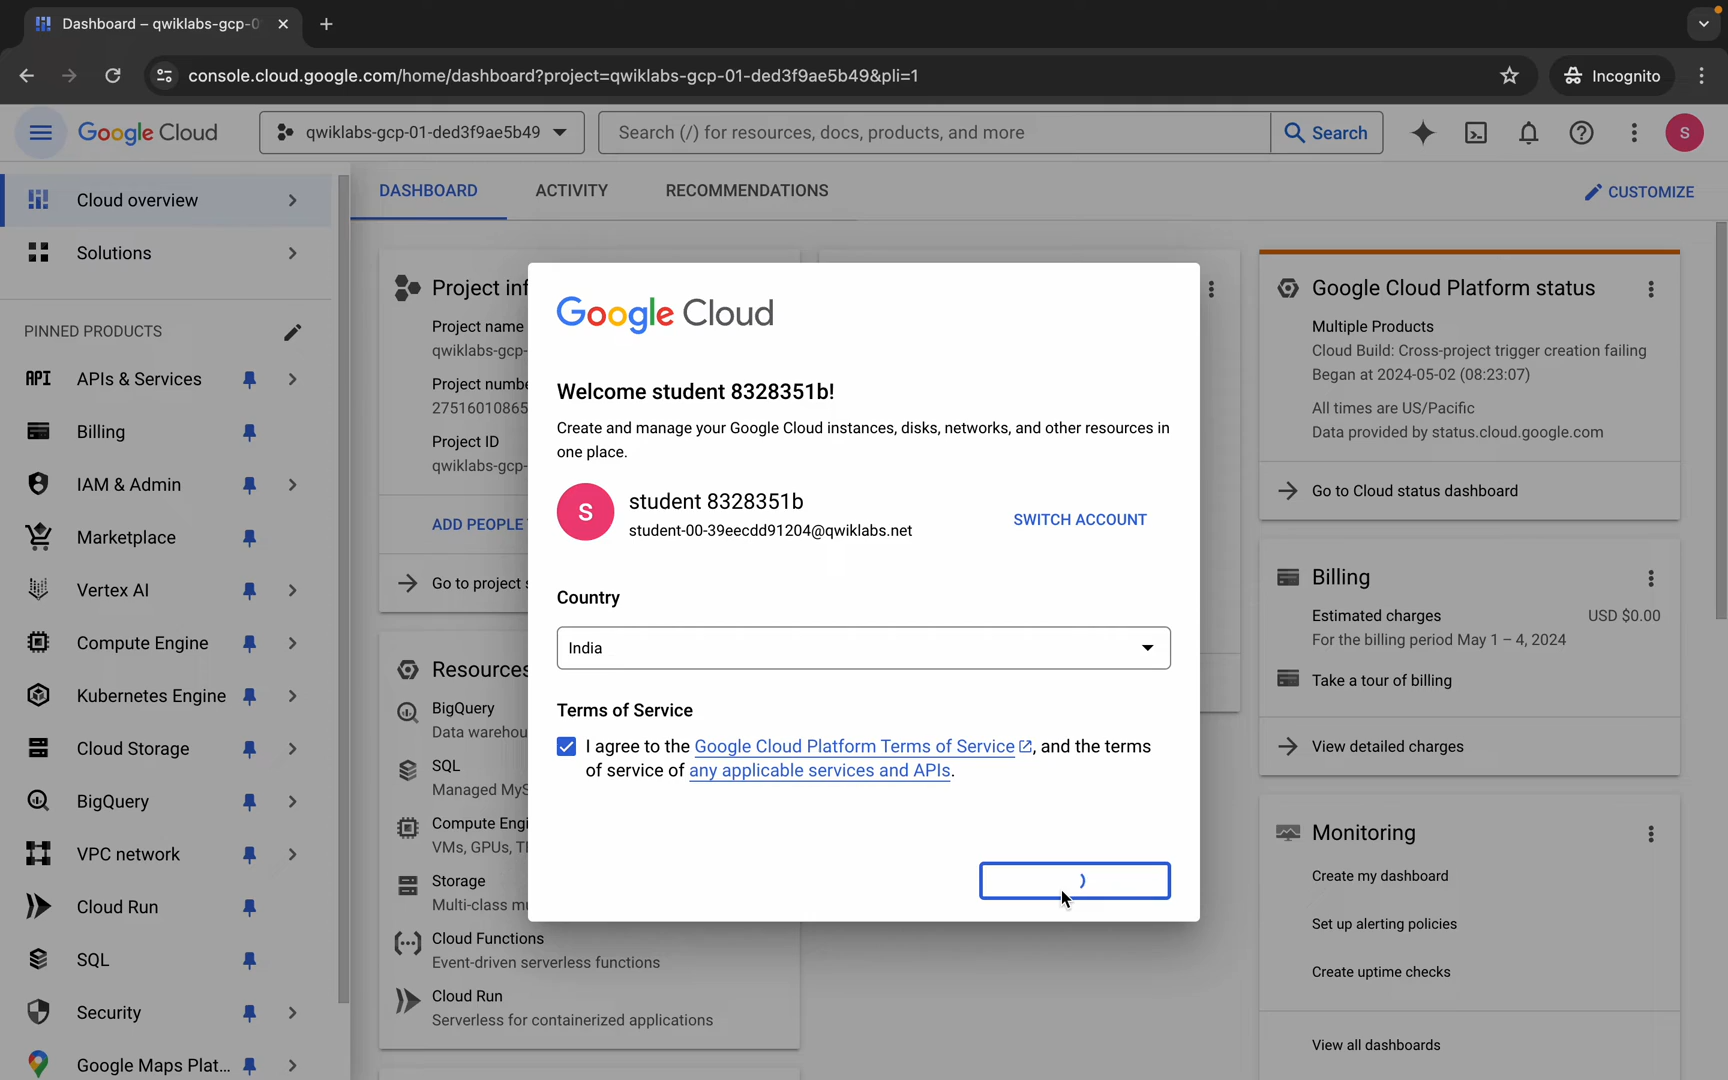 Dashboard – qwiklabs-gcp-0
console.cloud.google.com/home/dashboard?project=qwiklabs-gcp-01-ded3f9ae5b49&pli=1
Incognito
Google Cloud
qwiklabs-gcp-01-ded3f9ae5b49
Search (/) for resources, docs, products, and more
Search
S
Cloud overview
Solutions
PINNED PRODUCTS
API
APIs & Services
Billing
IAM & Admin
Marketplace
Vertex AI
Compute Engine
Kubernetes Engine
Cloud Storage
BigQuery
VPC network
Cloud Run
SQL
Security
Google Maps Plat...
DASHBOARD
ACTIVITY
RECOMMENDATIONS
CUSTOMIZE
Project inf
Project name
qwiklabs-gcp-
Project numbe
27516010865
Project ID
qwiklabs-gcp-
ADD PEOPLE
Go to project s
Resources
BigQuery
Data warehou
SQL
Managed MyS
Compute Engi
VMs, GPUs, T
Storage
Multi-class mu
Cloud Functions
Event-driven serverless functions
Cloud Run
Serverless for containerized applications
Google Cloud
Welcome student 8328351b!
Create and manage your Google Cloud instances, disks, networks, and other resources in
one place.
S
student 8328351b
student-00-39eecdd91204@qwiklabs.net
SWITCH ACCOUNT
Country
India
Terms of Service
I agree to the Google Cloud Platform Terms of Service, and the terms
of service of any applicable services and APIs.
Google Cloud Platform status
Multiple Products
Cloud Build: Cross-project trigger creation failing
Began at 2024-05-02 (08:23:07)
All times are US/Pacific
Data provided by status.cloud.google.com
Go to Cloud status dashboard
Billing
Estimated charges USD $0.00
For the billing period May 1 – 4, 2024
Take a tour of billing
View detailed charges
Monitoring
Create my dashboard
Set up alerting policies
Create uptime checks
View all dashboards